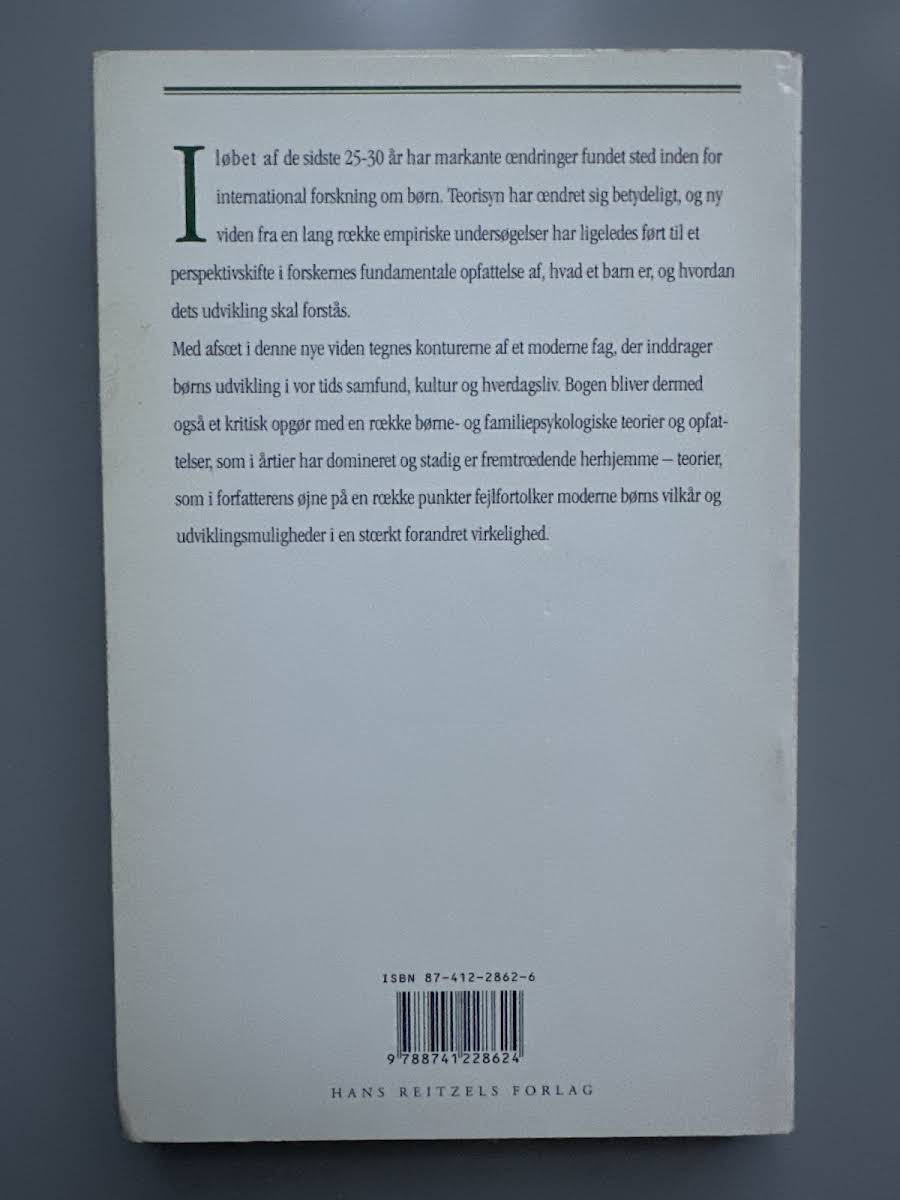 I løbet af de sidste 25-30 år har markante ændringer fundet sted inden for
international forskning om børn. Teorisyn har ændret sig betydeligt, og ny
viden fra en lang række empiriske undersøgelser har ligeledes ført til et
perspektivskifte i forskernes fundamentale opfattelse af, hvad et barn er, og hvordan
dets udvikling skal forstås.
Med afsæt i denne nye viden tegnes konturerne af et moderne fag, der inddrager
børns udvikling i vor tids samfund, kultur og hverdagsliv. Bogen bliver dermed
også et kritisk opgør med en række børne- og familiepsykologiske teorier og opfat-
telser, som i årtier har domineret og stadig er fremtrædende herhjemme – teorier,
som i forfatterens øjne på en række punkter fejlfortolker moderne børns vilkår og
udviklingsmuligheder i en stærkt forandret virkelighed.
ISBN 87-412-2862-6
9 788741 228624
HANS REITZELS FORLAG